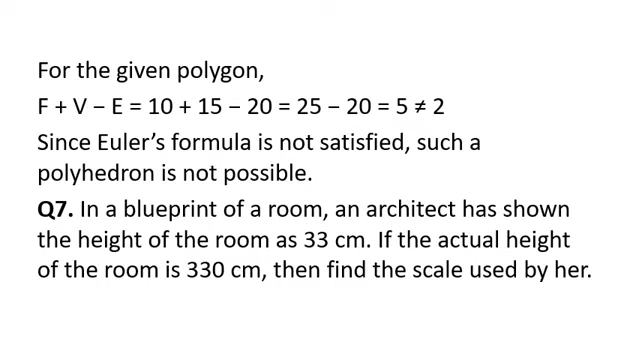 For the given polygon,
F + V − E = 10 + 15 − 20 = 25 − 20 = 5 ≠ 2
Since Euler’s formula is not satisfied, such a
polyhedron is not possible.
Q7. In a blueprint of a room, an architect has shown
the height of the room as 33 cm. If the actual height
of the room is 330 cm, then find the scale used by her.